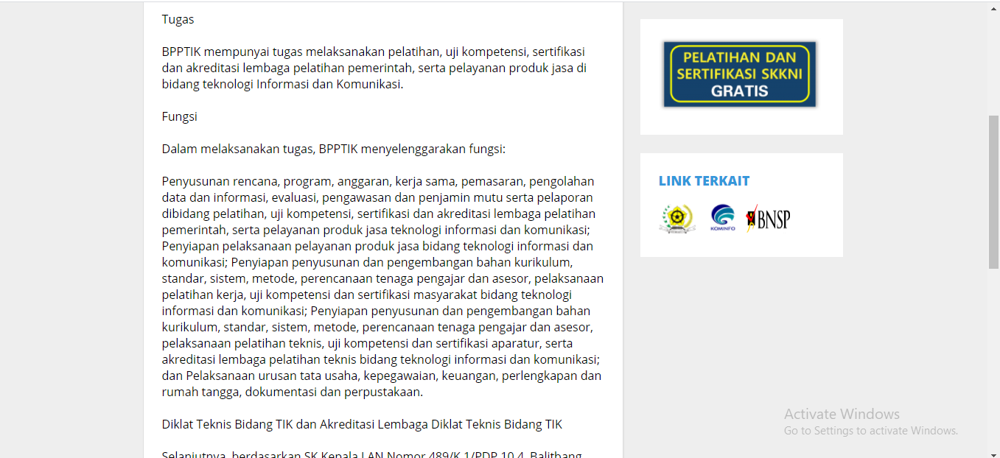 Tugas
BPPTIK mempunyai tugas melaksanakan pelatihan, uji kompetensi, sertifikasi
dan akreditasi lembaga pelatihan pemerintah, serta pelayanan produk jasa di
bidang teknologi Informasi dan Komunikasi.
Fungsi
Dalam melaksanakan tugas, BPPTIK menyelenggarakan fungsi:
Penyusunan rencana, program, anggaran, kerja sama, pemasaran, pengolahan
data dan informasi, evaluasi, pengawasan dan penjamin mutu serta pelaporan
dibidang pelatihan, uji kompetensi, sertifikasi dan akreditasi lembaga pelatihan
pemerintah, serta pelayanan produk jasa teknologi informasi dan komunikasi;
Penyiapan pelaksanaan pelayanan produk jasa bidang teknologi informasi dan
komunikasi; Penyiapan penyusunan dan pengembangan bahan kurikulum,
standar, sistem, metode, perencanaan tenaga pengajar dan asesor, pelaksanaan
pelatihan kerja, uji kompetensi dan sertifikasi masyarakat bidang teknologi
informasi dan komunikasi; Penyiapan penyusunan dan pengembangan bahan
kurikulum, standar, sistem, metode, perencanaan tenaga pengajar dan asesor,
pelaksanaan pelatihan teknis, uji kompetensi dan sertifikasi aparatur, serta
akreditasi lembaga pelatihan teknis bidang teknologi informasi dan komunikasi;
dan Pelaksanaan urusan tata usaha, kepegawaian, keuangan, perlengkapan dan
rumah tangga, dokumentasi dan perpustakaan.
Diklat Teknis Bidang TIK dan Akreditasi Lembaga Diklat Teknis Bidang TIK
Selanjutnya, berdasarkan SK Kepala LAN Nomor 489/K.1/PDP.10.4, Balitbang
PELATIHAN DAN
SERTIFIKASI SKKNI
GRATIS
LINK TERKAIT
KOMINFO
BNSP
Activate Windows
Go to Settings to activate Windows.